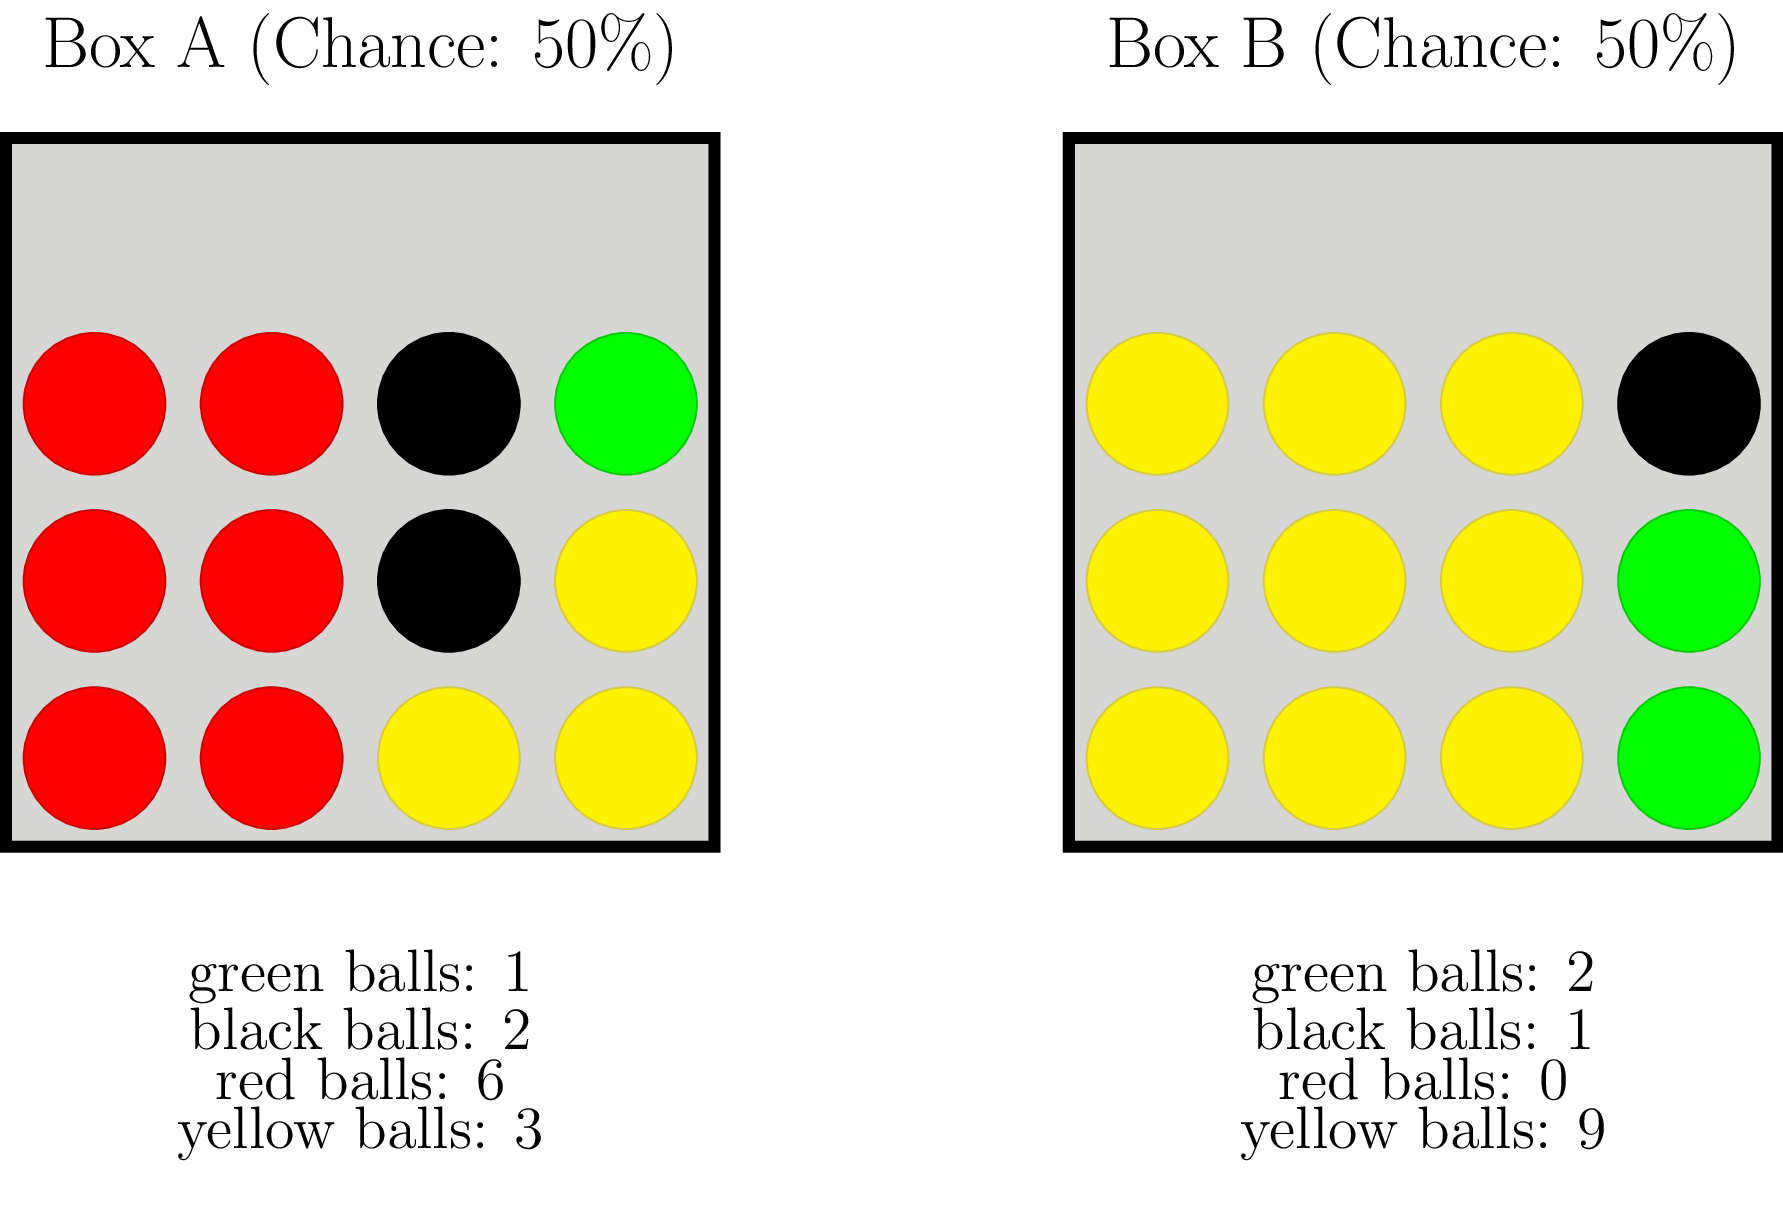 Box A (Chance: 50%)
Box B (Chance: 50%)
green balls: 1
black balls: 2
red balls: 6
yellow balls: 3
green balls: 2
black balls: 1
red balls: 0
yellow balls: 9